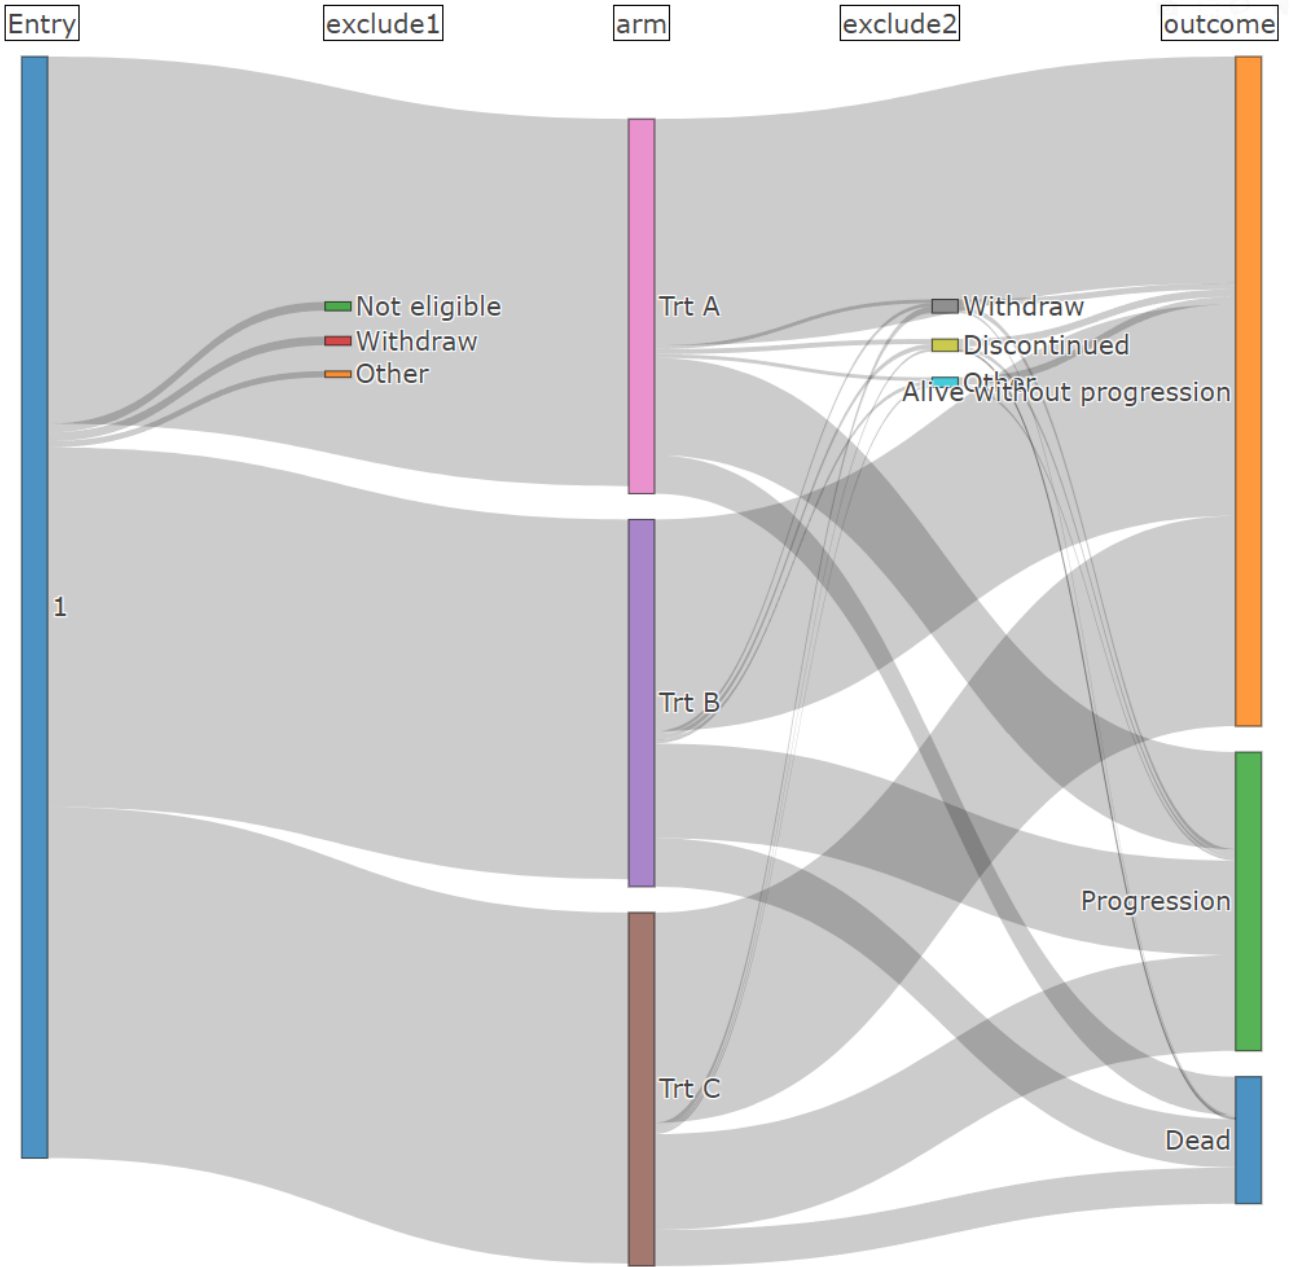 Entry
exclude1
arm
exclude2
outcome
Not eligible
Withdraw
Other
1
Trt A
Trt B
Trt C
Withdraw
Discontinued
Other
Alive without progression
Progression
Dead